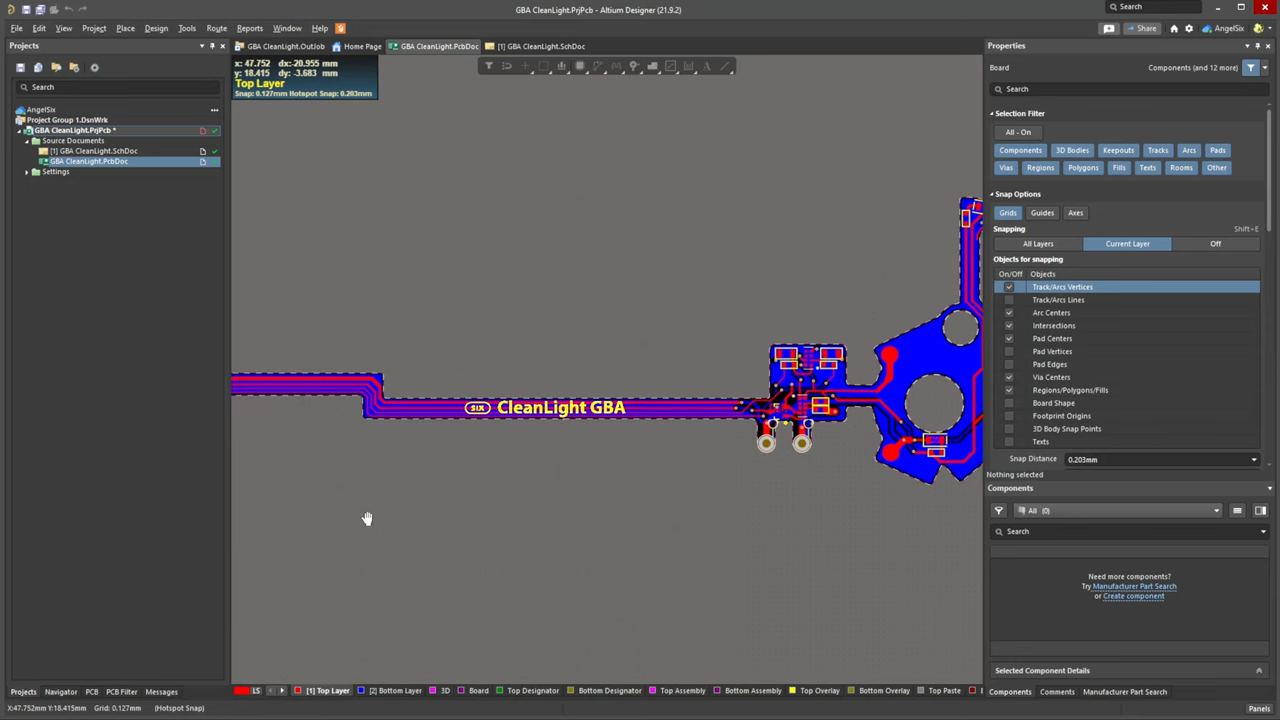 GBA CleanLight.PrjPcb - Altium Designer (21.9.2)
Search
File Edit View Project Place Design Tools Route Reports Window Help
Share
AngelSix
Projects
GBA CleanLight.OutJob Home Page GBA CleanLight.PcbDoc [1] GBA CleanLight.SchDoc
Properties
x: 47.752 dx:-20.955 mm
y: 18.415 dy: -3.683 mm
Top Layer
Snap: 0.127mm Hotspot Snap: 0.203mm
Board Components (and 12 more)
Search
Search
AngelSix
Project Group 1.DsnWrk
GBA CleanLight.PrjPcb *
Source Documents
[1] GBA CleanLight.SchDoc
GBA CleanLight.PcbDoc
Settings
Selection Filter
All - On
Components 3D Bodies Keepouts Tracks Arcs Pads
Vias Regions Polygons Fills Texts Rooms Other
Snap Options
Grids Guides Axes
Snapping Shift+E
All Layers Current Layer Off
Objects for snapping
On/Off Objects
Track/Arcs Vertices
Track/Arcs Lines
Arc Centers
Intersections
Pad Centers
Pad Vertices
Pad Edges
Via Centers
Regions/Polygons/Fills
Board Shape
Footprint Origins
3D Body Snap Points
Texts
Snap Distance 0.203mm
Nothing selected
SIX CleanLight GBA
Components
All (0)
Search
Need more components?
Try Manufacturer Part Search
or Create component
Selected Component Details
Projects Navigator PCB PCB Filter Messages
LS [1] Top Layer [2] Bottom Layer 3D Board Top Designator Bottom Designator Top Assembly Bottom Assembly Top Overlay Bottom Overlay Top Paste
Components Comments Manufacturer Part Search
X:47.752mm Y:18.415mm Grid: 0.127mm (Hotspot Snap)
Panels